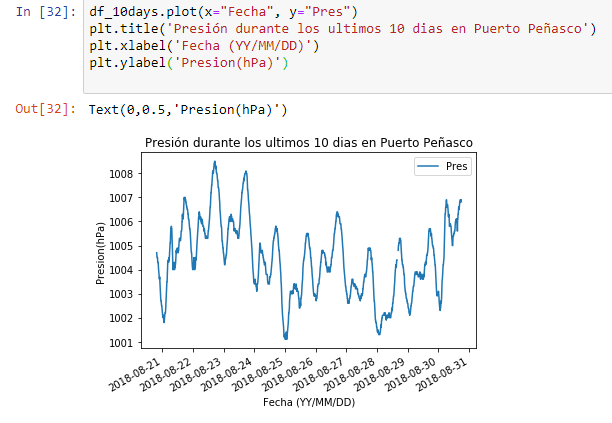 In [32]: df_10days.plot(x="Fecha", y="Pres")
plt.title('Presión durante los ultimos 10 dias en Puerto Peñasco')
plt.xlabel('Fecha (YY/MM/DD)')
plt.ylabel('Presion(hPa)')
Out[32]: Text(0,0.5,'Presion(hPa)')
Presión durante los ultimos 10 dias en Puerto Peñasco
Pres
1008
1007
1006
1005
1004
1003
1002
1001
Presion(hPa)
2018-08-21
2018-08-22
2018-08-23
2018-08-24
2018-08-25
2018-08-26
2018-08-27
2018-08-28
2018-08-29
2018-08-30
2018-08-31
Fecha (YY/MM/DD)